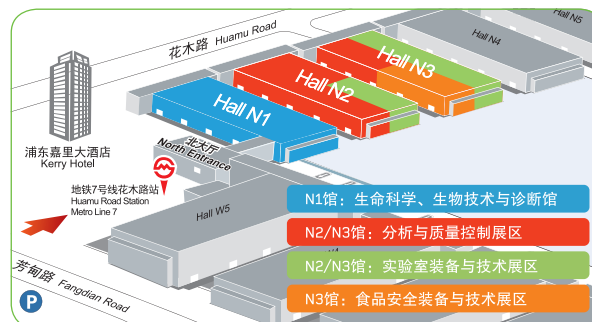 花木路 Huamu Road
Hall N5
Hall N4
Hall N3
Hall N2
Hall N1
北大厅
North Entrance
浦东嘉里大酒店
Kerry Hotel
地铁7号线花木路站
Huamu Road Station
Metro Line 7
Hall W5
芳甸路 Fangdian Road
P
N1馆：生命科学、生物技术与诊断馆
N2/N3馆：分析与质量控制展区
N2/N3馆：实验室装备与技术展区
N3馆：食品安全装备与技术展区